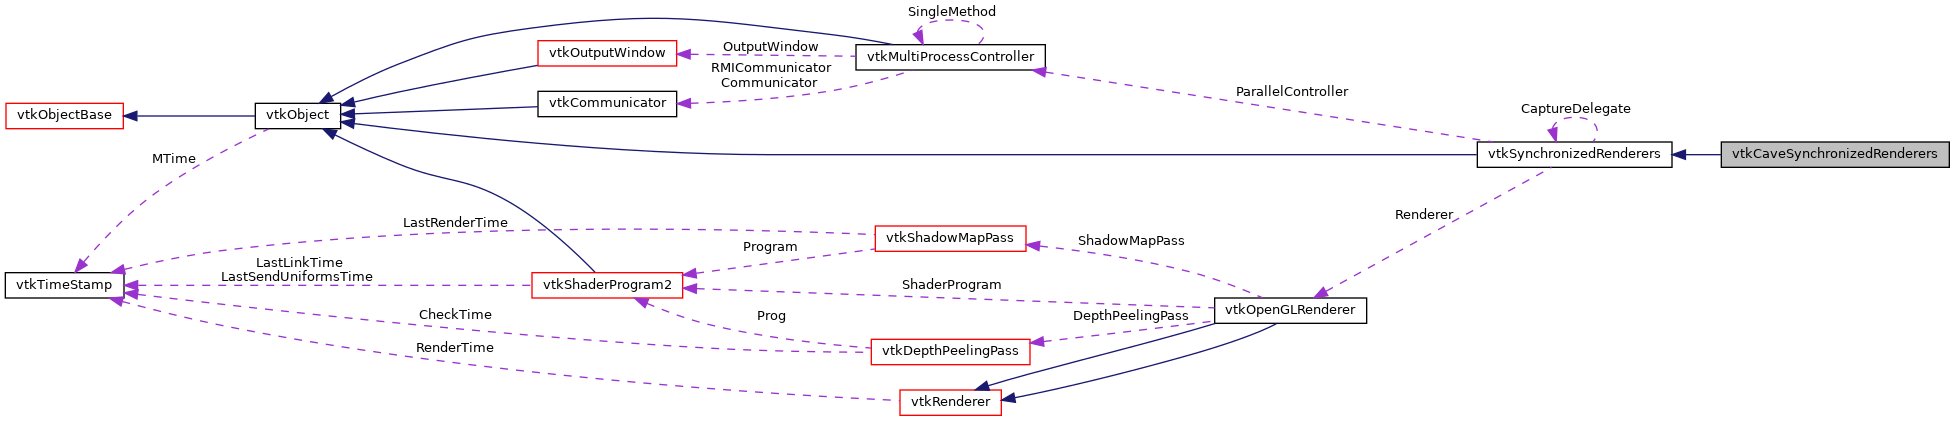 SingleMethod
vtkOutputWindow
OutputWindow
vtkMultiProcessController
RMICommunicator
Communicator
vtkCommunicator
ParallelController
CaptureDelegate
vtkObjectBase
vtkObject
MTime
vtkSynchronizedRenderers
vtkCaveSynchronizedRenderers
Renderer
LastRenderTime
vtkShadowMapPass
ShadowMapPass
Program
LastLinkTime
LastSendUniformsTime
vtkTimeStamp
vtkShaderProgram2
ShaderProgram
vtkOpenGLRenderer
CheckTime
Prog
DepthPeelingPass
RenderTime
vtkDepthPeelingPass
vtkRenderer